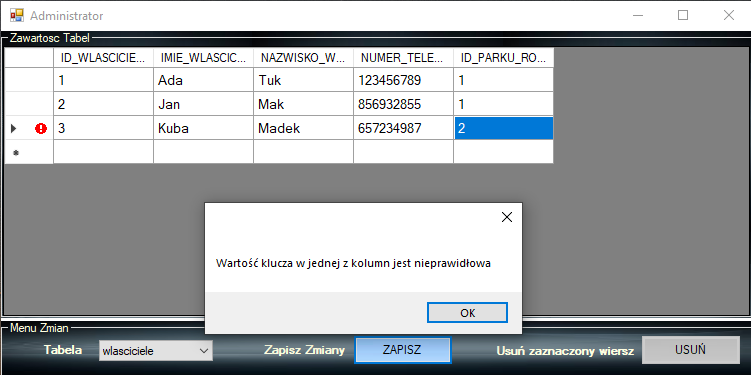 Administrator
Zawartosc Tabel
ID_WLASCICIE... IMIE_WLASCIC... NAZWISKO_W... NUMER_TELE... ID_PARKU_RO...
1 Ada Tuk 123456789 1
2 Jan Mak 856932855 1
3 Kuba Madek 657234987 2
Wartość klucza w jednej z kolumn jest nieprawidłowa
OK
Menu Zmian
Tabela wlasciciele Zapisz Zmiany ZAPISZ Usuń zaznaczony wiersz USUŃ